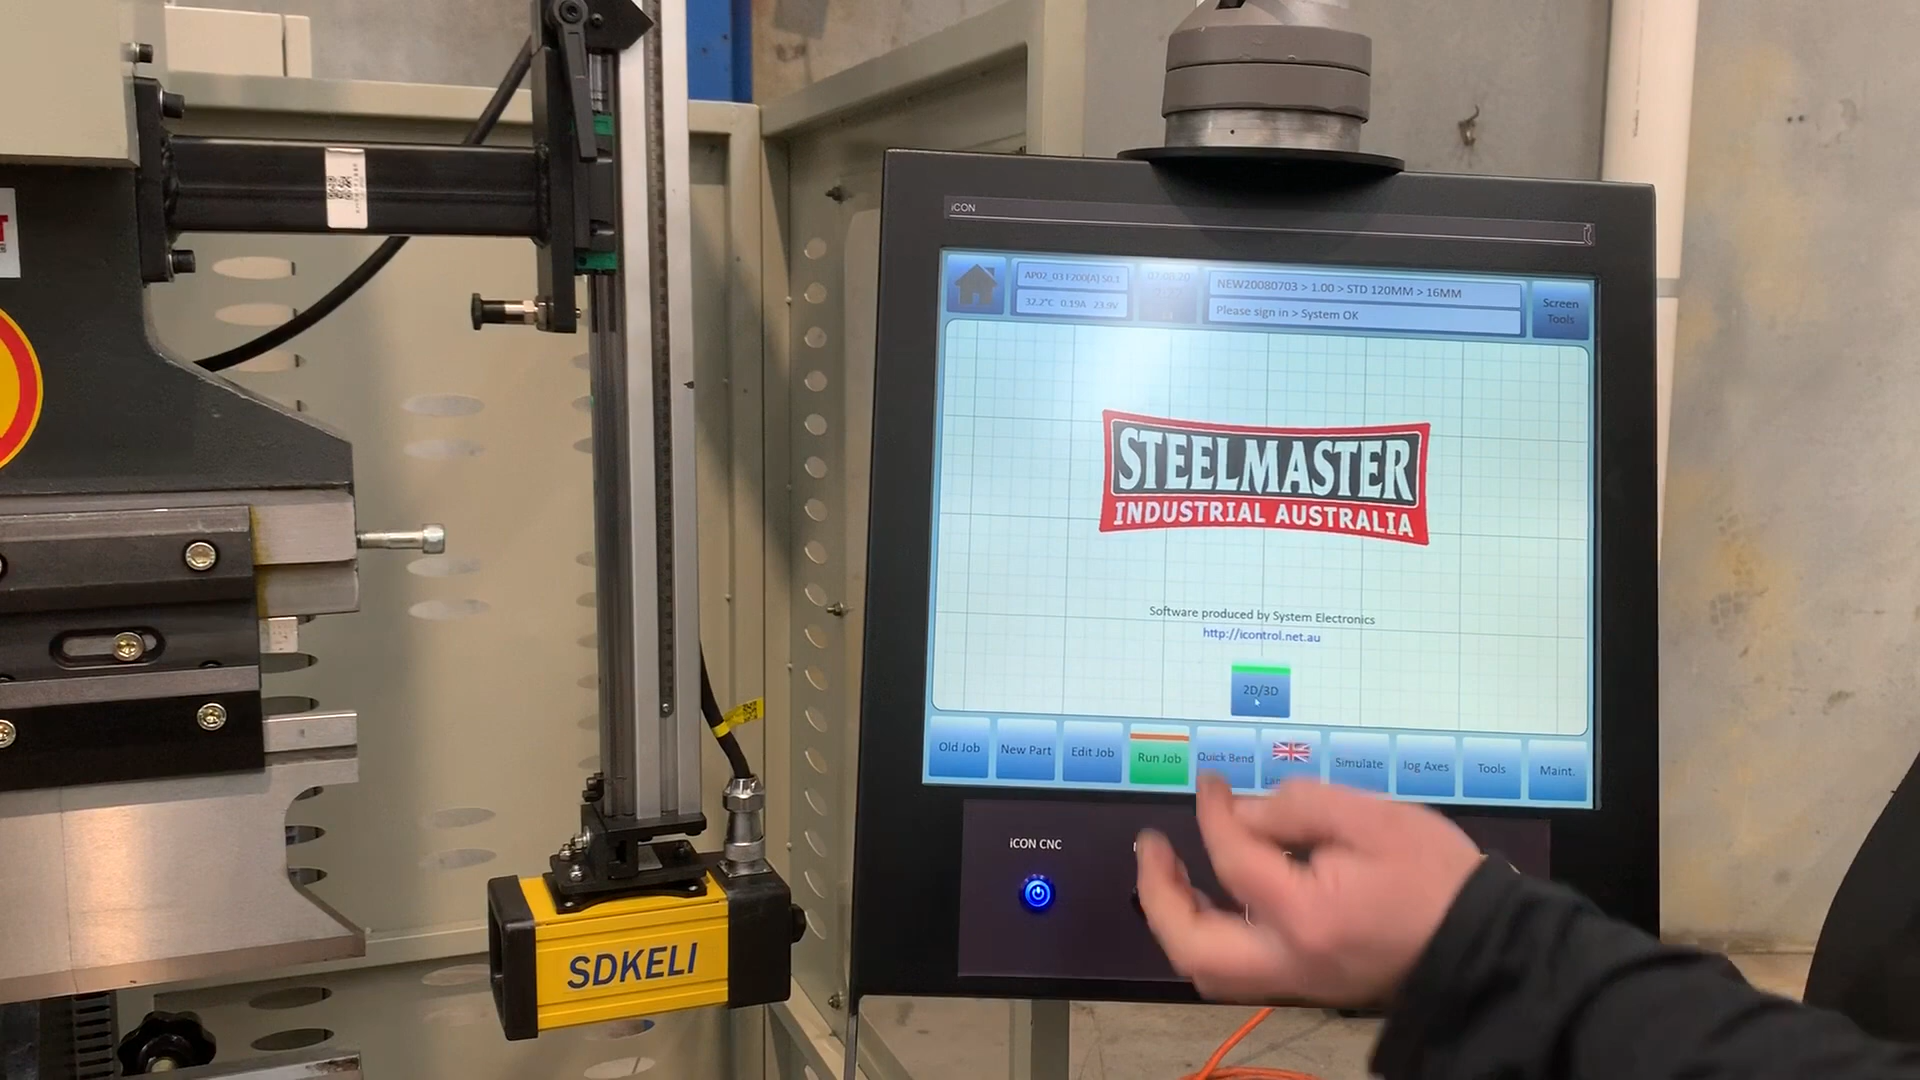 iCON
AP02_03 F200(A) S0.1
32.2°C 0.19A 23.9V
NEW20080703 > 1.00 > STD 120MM > 16MM
Please sign in > System OK
Screen
Tools
STEELMASTER
INDUSTRIAL AUSTRALIA
Software produced by System Electronics
http://icontrol.net.au
2D/3D
Old Job
New Part
Edit Job
Run Job
Quick Bend
Simulate
Jog Axes
Tools
Maint.
iCON CNC
SDKELI